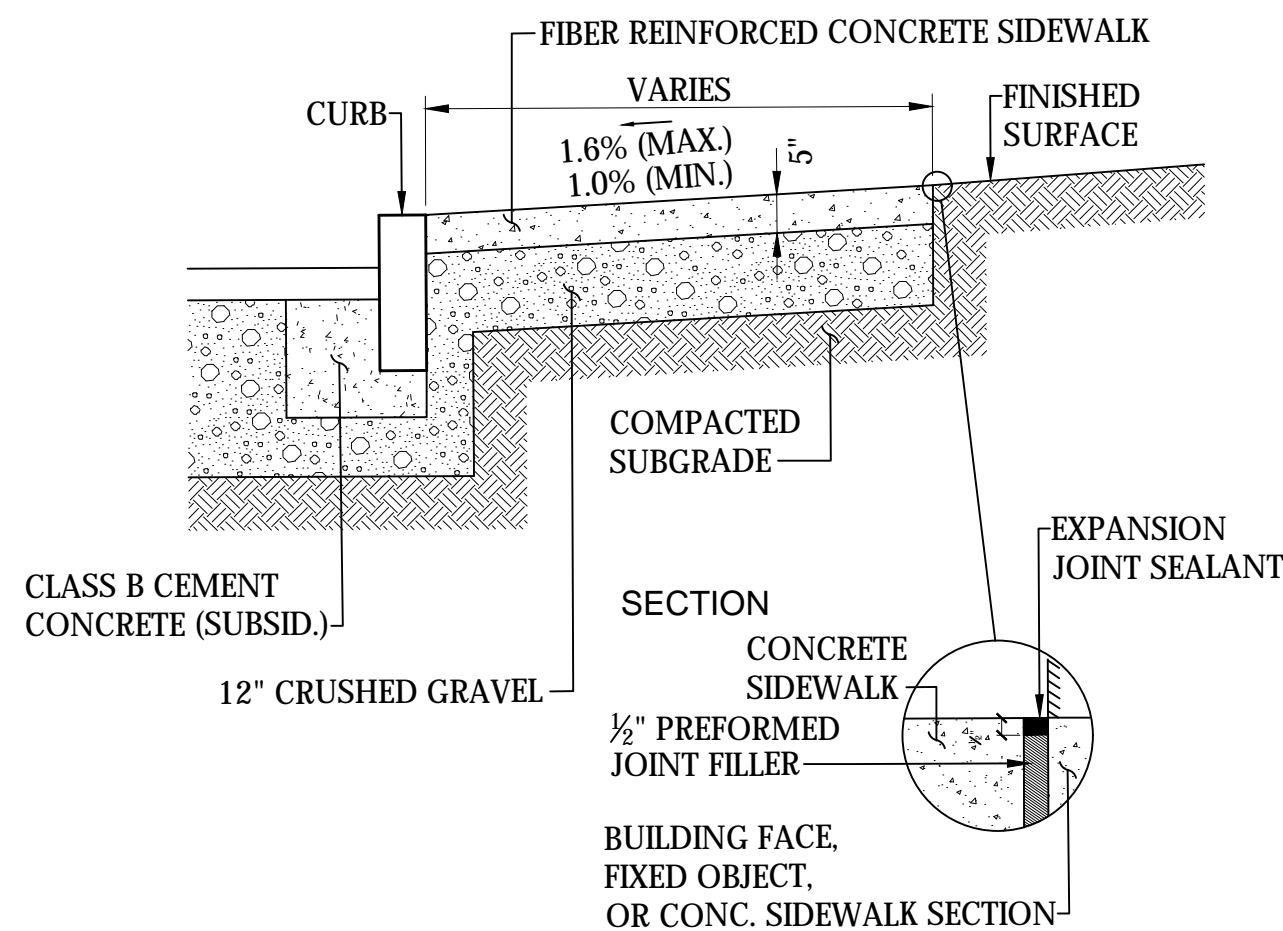 FIBER REINFORCED CONCRETE SIDEWALK
VARIES
CURB
FINISHED
SURFACE
1.6% (MAX.)
1.0% (MIN.)
5"
COMPACTED
SUBGRADE
EXPANSION
JOINT SEALANT
CLASS B CEMENT
CONCRETE (SUBSID.)
SECTION
12" CRUSHED GRAVEL
CONCRETE
SIDEWALK
½" PREFORMED
JOINT FILLER
½"
BUILDING FACE,
FIXED OBJECT,
OR CONC. SIDEWALK SECTION